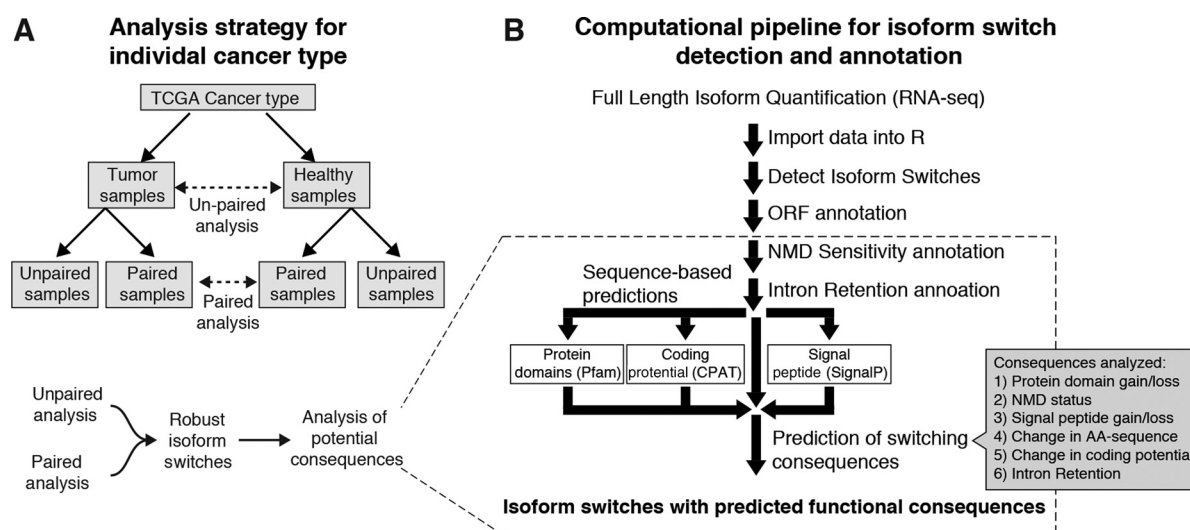 A
Analysis strategy for
individal cancer type
TCGA Cancer type
Tumor
samples
Healthy
samples
Un-paired
analysis
Unpaired
samples
Paired
samples
Paired
samples
Unpaired
samples
Paired
analysis
Unpaired
analysis
Paired
analysis
Robust
isoform
switches
Analysis of
potential
consequences
B
Computational pipeline for isoform switch
detection and annotation
Full Length Isoform Quantification (RNA-seq)
Import data into R
Detect Isoform Switches
ORF annotation
NMD Sensitivity annotation
Sequence-based
predictions
Intron Retention annoation
Protein
domains (Pfam)
Coding
potential (CPAT)
Signal
peptide (SignalP)
Prediction of switching
consequences
Consequences analyzed:
1) Protein domain gain/loss
2) NMD status
3) Signal peptide gain/loss
4) Change in AA-sequence
5) Change in coding potentia
6) Intron Retention
Isoform switches with predicted functional consequences